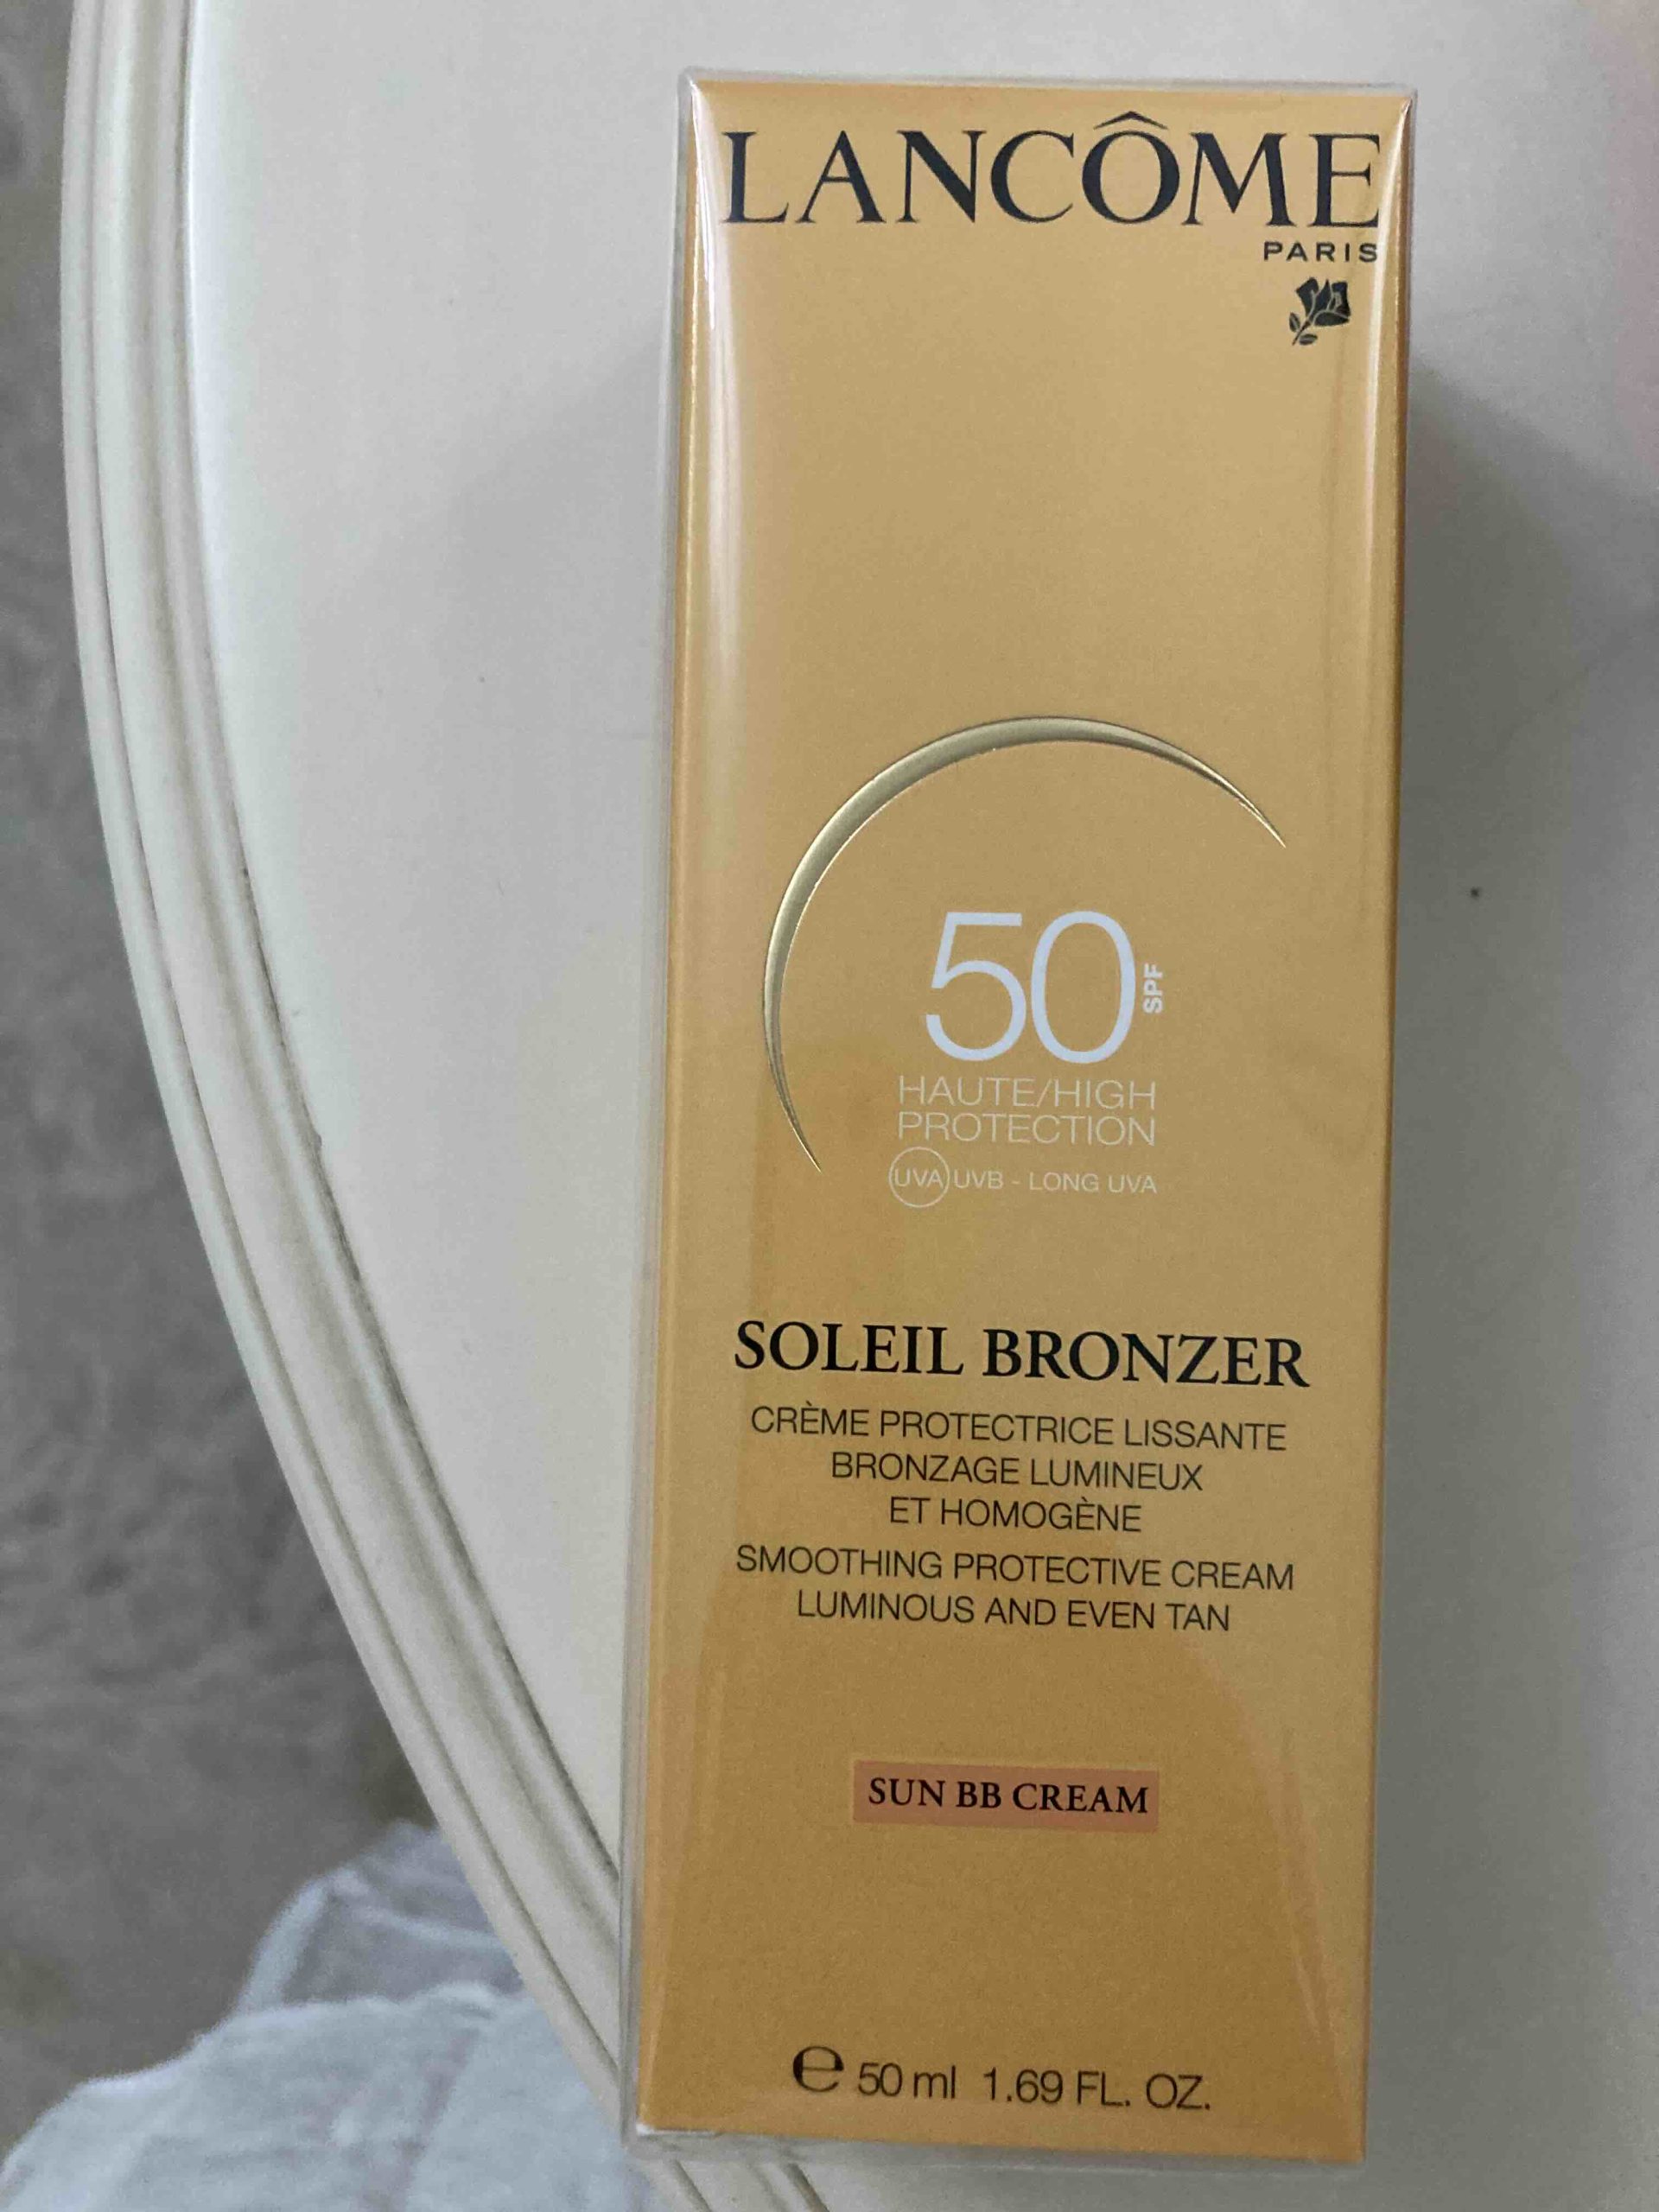 LANCÔME
PARIS
50 SPF
HAUTE/HIGH
PROTECTION
UVA UVB - LONG UVA
SOLEIL BRONZER
CRÈME PROTECTRICE LISSANTE
BRONZAGE LUMINEUX
ET HOMOGÈNE
SMOOTHING PROTECTIVE CREAM
LUMINOUS AND EVEN TAN
SUN BB CREAM
℮ 50 ml 1.69 FL. OZ.